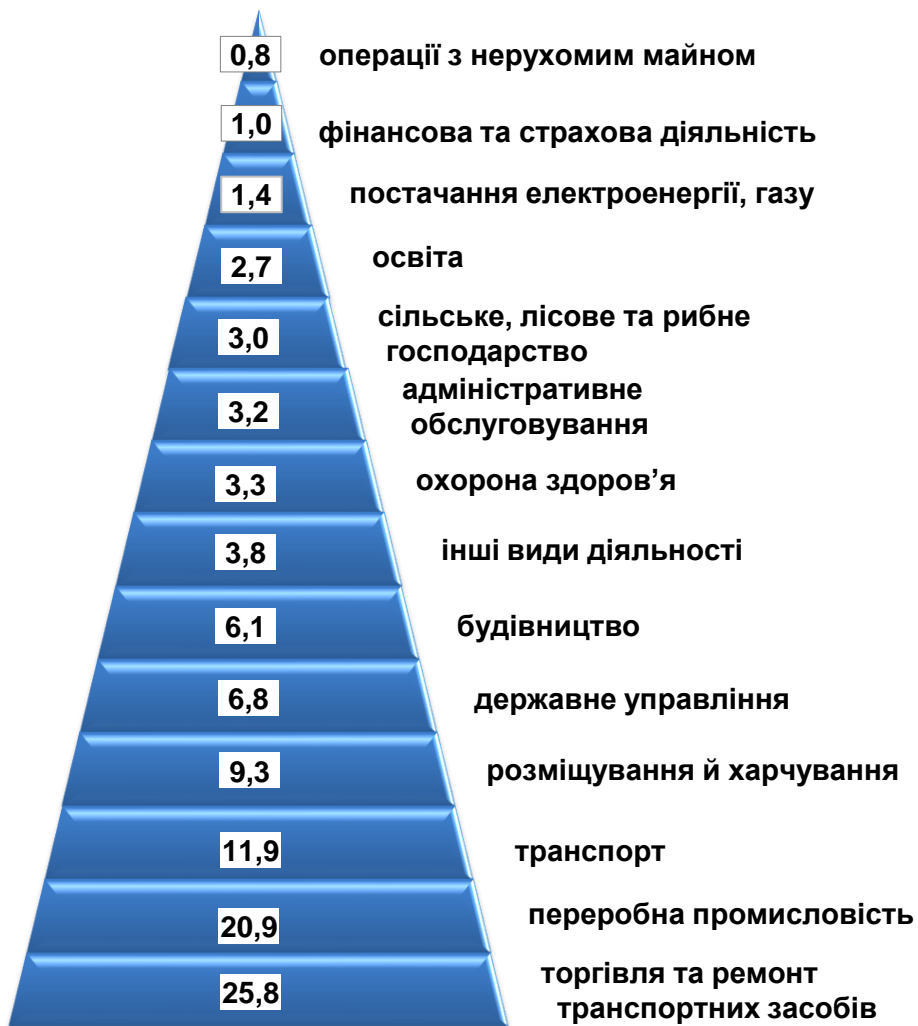 0,8 операції з нерухомим майном
1,0 фінансова та страхова діяльність
1,4 постачання електроенергії, газу
2,7 освіта
3,0 сільське, лісове та рибне
господарство
3,2 адміністративне
обслуговування
3,3 охорона здоров’я
3,8 інші види діяльності
6,1 будівництво
6,8 державне управління
9,3 розміщування й харчування
11,9 транспорт
20,9 переробна промисловість
25,8 торгівля та ремонт
транспортних засобів